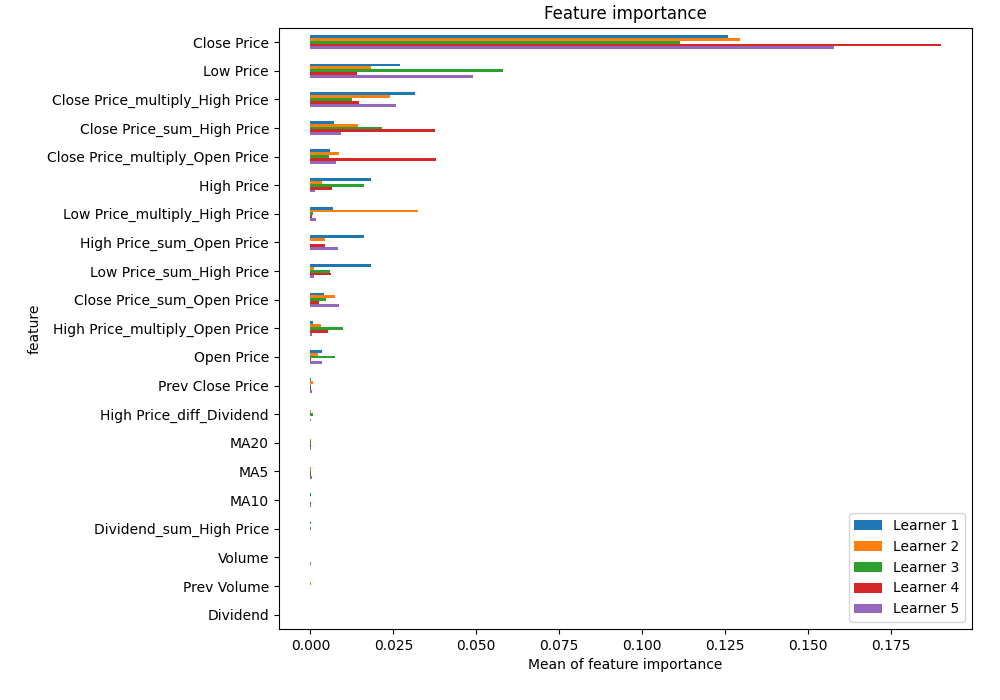 Feature importance
Close Price
Low Price
Close Price_multiply_High Price
Close Price_sum_High Price
Close Price_multiply_Open Price
High Price
Low Price_multiply_High Price
High Price_sum_Open Price
Low Price_sum_High Price
Close Price_sum_Open Price
High Price_multiply_Open Price
Open Price
Prev Close Price
High Price_diff_Dividend
MA20
MA5
MA10
Dividend_sum_High Price
Volume
Prev Volume
Dividend
feature
Learner 1
Learner 2
Learner 3
Learner 4
Learner 5
0.000 0.025 0.050 0.075 0.100 0.125 0.150 0.175
Mean of feature importance